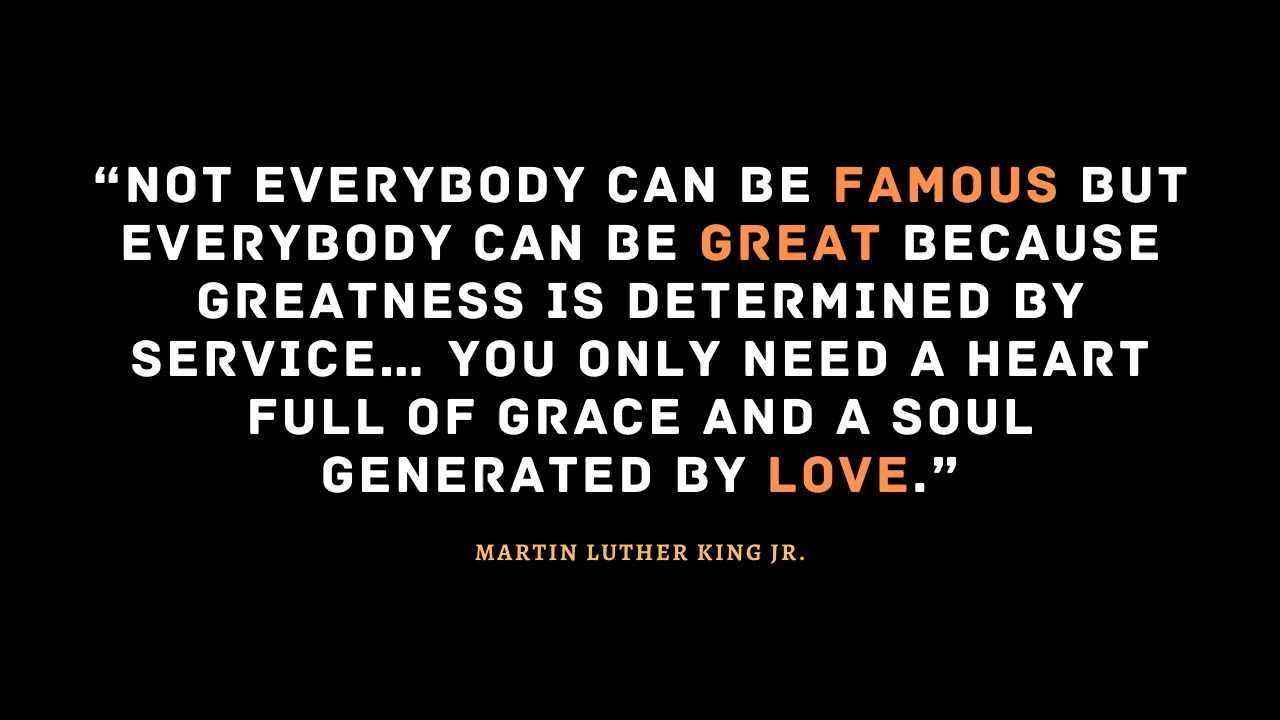 “NOT EVERYBODY CAN BE FAMOUS BUT
EVERYBODY CAN BE GREAT BECAUSE
GREATNESS IS DETERMINED BY
SERVICE... YOU ONLY NEED A HEART
FULL OF GRACE AND A SOUL
GENERATED BY LOVE.”
MARTIN LUTHER KING JR.